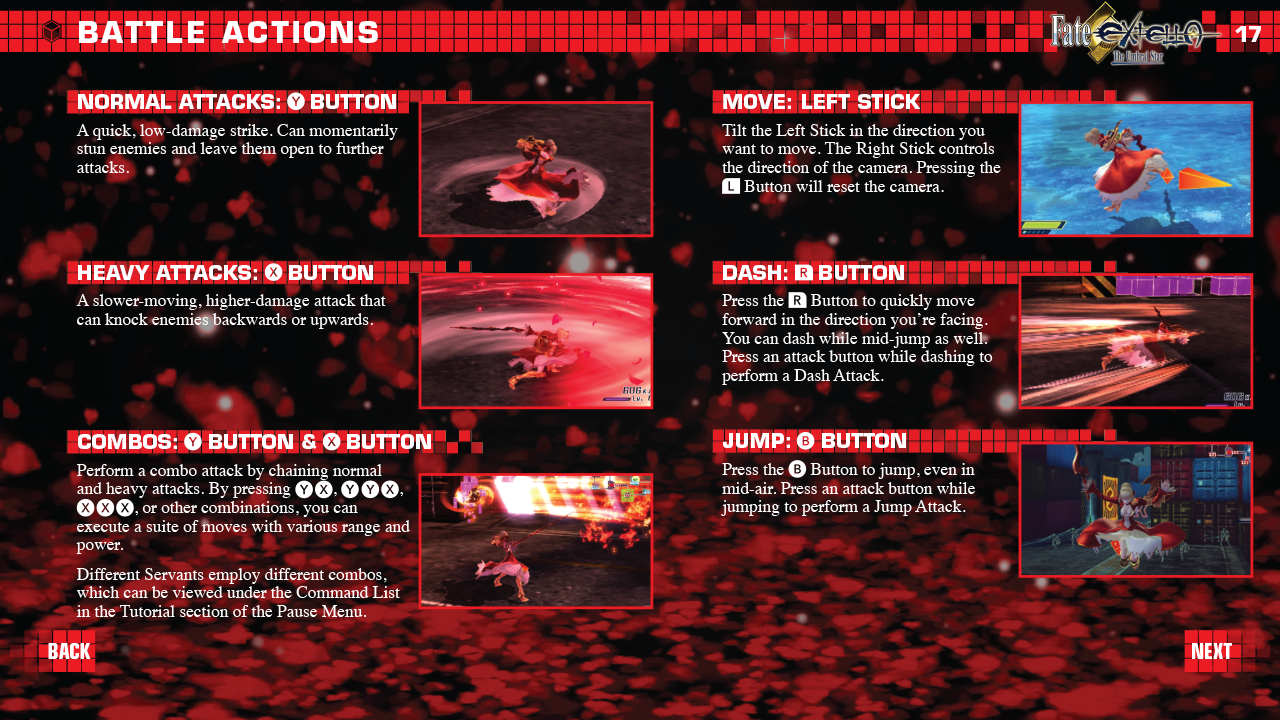 BATTLE ACTIONS
Fate/EXTELLA
The Umbral Star
17
NORMAL ATTACKS: Y BUTTON
A quick, low-damage strike. Can momentarily
stun enemies and leave them open to further
attacks.
HEAVY ATTACKS: X BUTTON
A slower-moving, higher-damage attack that
can knock enemies backwards or upwards.
COMBOS: Y BUTTON & X BUTTON
Perform a combo attack by chaining normal
and heavy attacks. By pressing Y X, Y Y X,
X X X, or other combinations, you can
execute a suite of moves with various range and
power.
Different Servants employ different combos,
which can be viewed under the Command List
in the Tutorial section of the Pause Menu.
MOVE: LEFT STICK
Tilt the Left Stick in the direction you
want to move. The Right Stick controls
the direction of the camera. Pressing the
L Button will reset the camera.
DASH: R BUTTON
Press the R Button to quickly move
forward in the direction you’re facing.
You can dash while mid-jump as well.
Press an attack button while dashing to
perform a Dash Attack.
JUMP: B BUTTON
Press the B Button to jump, even in
mid-air. Press an attack button while
jumping to perform a Jump Attack.
BACK
NEXT